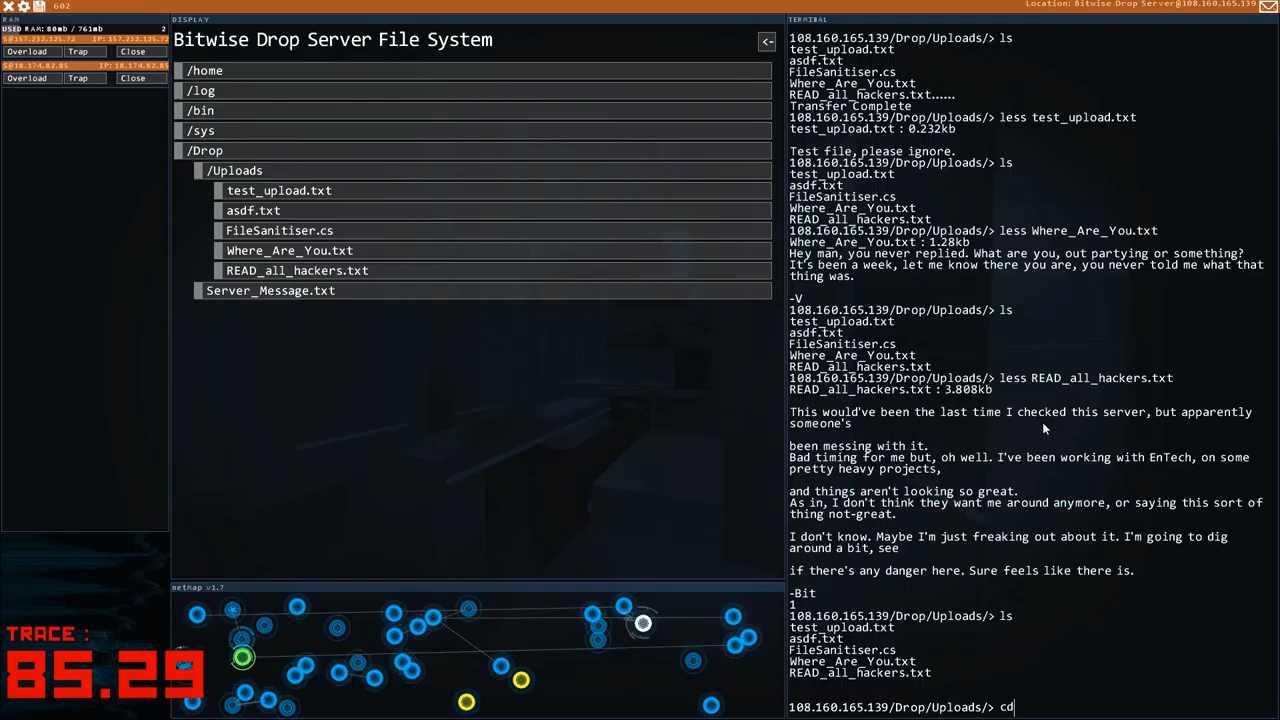 602
Location: Bitwise Drop Server@108.160.165.139
RAM
USED RAM: 80mb / 761mb 2
IP: 157.232.125.72
Overload Trap Close
S@18.174.82.85 IP: 18.174.82.85
Overload Trap Close
DISPLAY
Bitwise Drop Server File System
<-
/home
/log
/bin
/sys
/Drop
/Uploads
test_upload.txt
asdf.txt
FileSanitiser.cs
Where_Are_You.txt
READ_all_hackers.txt
Server_Message.txt
netMap v1.7
TRACE :
85.29
TERMINAL
108.160.165.139/Drop/Uploads/> ls
test_upload.txt
asdf.txt
FileSanitiser.cs
Where_Are_You.txt
READ_all_hackers.txt......
Transfer Complete
108.160.165.139/Drop/Uploads/> less test_upload.txt
test_upload.txt : 0.232kb
Test file, please ignore.
108.160.165.139/Drop/Uploads/> ls
test_upload.txt
asdf.txt
FileSanitiser.cs
Where_Are_You.txt
READ_all_hackers.txt
108.160.165.139/Drop/Uploads/> less Where_Are_You.txt
Where_Are_You.txt : 1.28kb
Hey man, you never replied. What are you, out partying or something?
It's been a week, let me know there you are, you never told me what that
thing was.
-V
108.160.165.139/Drop/Uploads/> ls
test_upload.txt
asdf.txt
FileSanitiser.cs
Where_Are_You.txt
READ_all_hackers.txt
108.160.165.139/Drop/Uploads/> less READ_all_hackers.txt
READ_all_hackers.txt : 3.808kb
This would've been the last time I checked this server, but apparently
someone's
been messing with it.
Bad timing for me but, oh well. I've been working with EnTech, on some
pretty heavy projects,
and things aren't looking so great.
As in, I don't think they want me around anymore, or saying this sort of
thing not-great.
I don't know. Maybe I'm just freaking out about it. I'm going to dig
around a bit, see
if there's any danger here. Sure feels like there is.
-Bit
1
108.160.165.139/Drop/Uploads/> ls
test_upload.txt
asdf.txt
FileSanitiser.cs
Where_Are_You.txt
READ_all_hackers.txt
108.160.165.139/Drop/Uploads/> cd